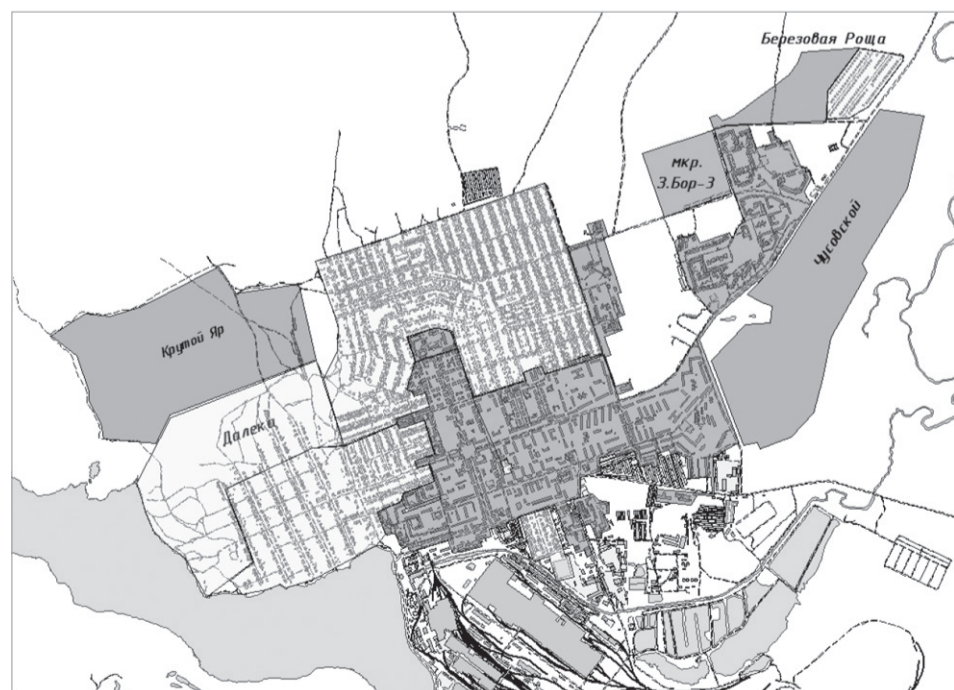 Березовая Роща
мкр.
З.Бор-3
Чусовской
Крутой Яр
Далека